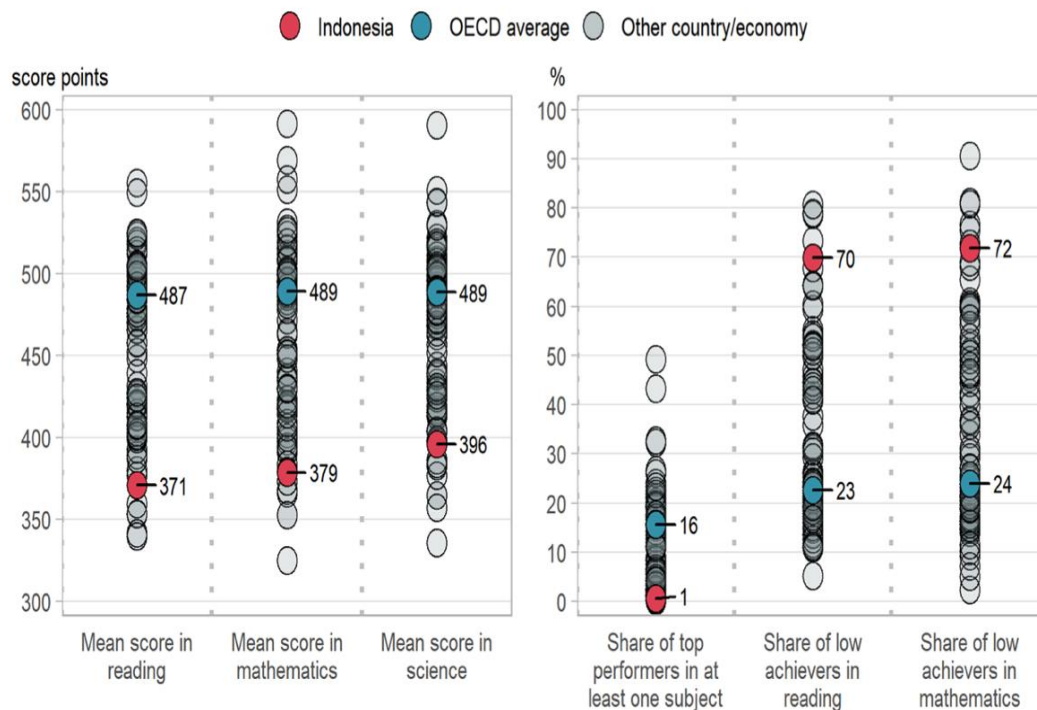 Indonesia OECD average Other country/economy
score points
600
550
500
450
400
350
300
487
489
489
371
379
396
Mean score in
reading
Mean score in
mathematics
Mean score in
science
%
100
90
80
70
60
50
40
30
20
10
0
70
72
16
23
24
1
Share of top
performers in at
least one subject
Share of low
achievers in
reading
Share of low
achievers in
mathematics